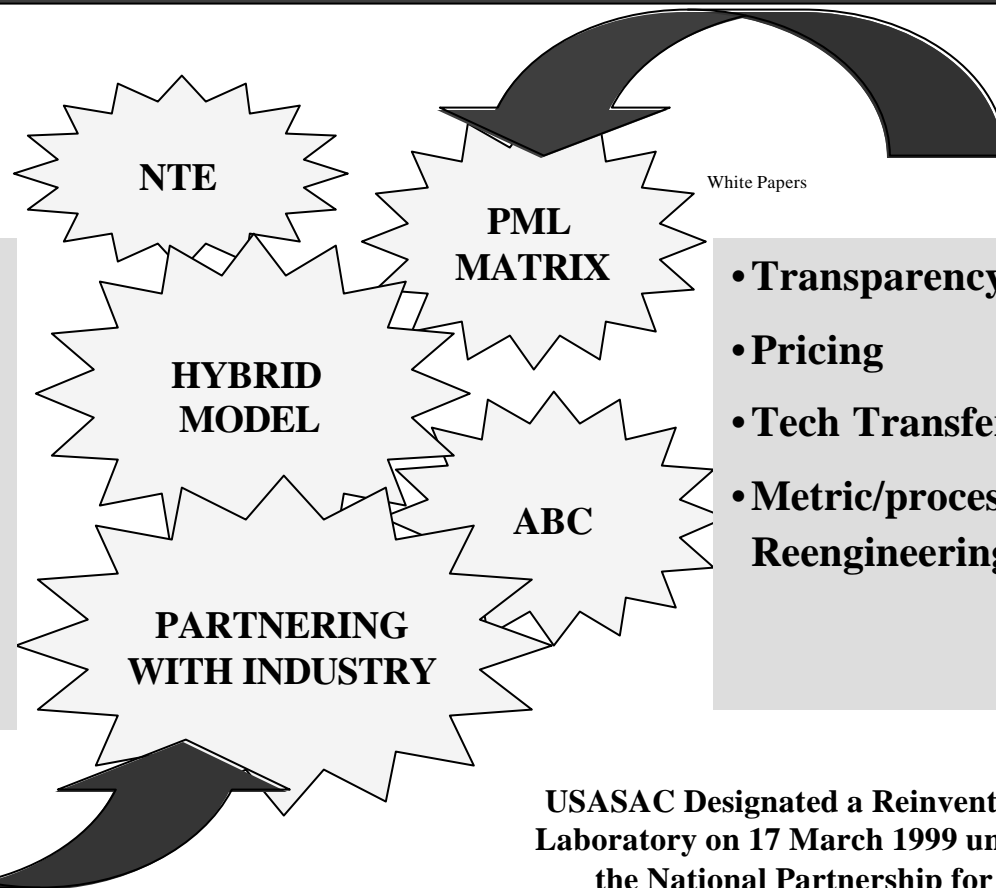 NTE
White Papers
PML
MATRIX
•Transparency
•Pricing
HYBRID
MODEL
•Tech Transfer
•Metric/proces
Reengineering
ABC
PARTNERING
WITH INDUSTRY
USASAC Designated a Reinvent
Laboratory on 17 March 1999 un
the National Partnership for